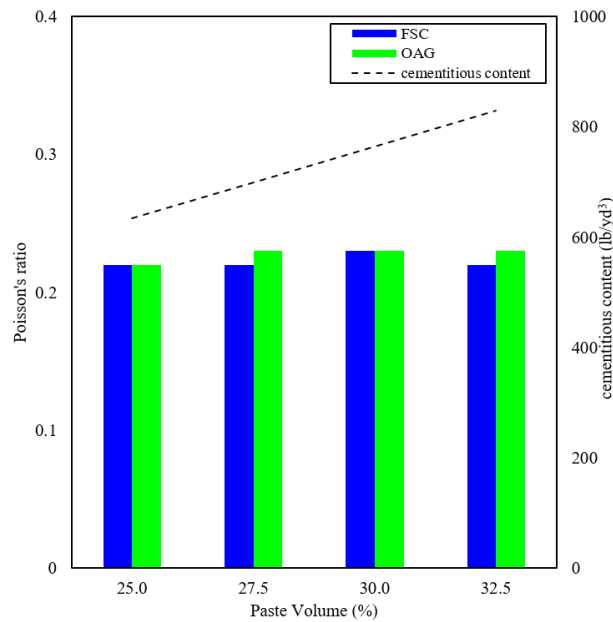 0.4
0.3
0.2
0.1
0
Poisson's ratio
FSC
OAG
cementitious content
1000
800
600
400
200
0
cementitious content (lb/yd³)
25.0 27.5 30.0 32.5
Paste Volume (%)